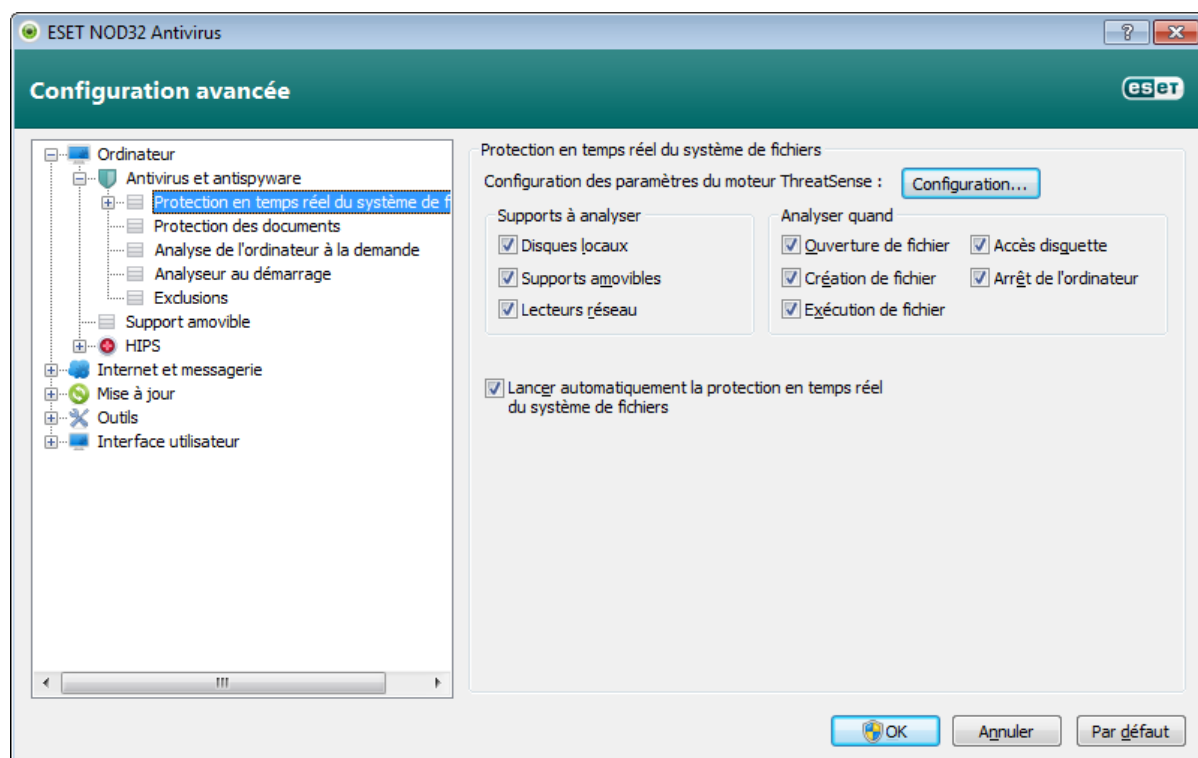 ESET NOD32 Antivirus
Configuration avancée
eseT
Ordinateur
Antivirus et antispyware
Protection en temps réel du système de f
Protection des documents
Analyse de l'ordinateur à la demande
Analyseur au démarrage
Exclusions
Support amovible
HIPS
Internet et messagerie
Mise à jour
Outils
Interface utilisateur
Protection en temps réel du système de fichiers
Configuration des paramètres du moteur ThreatSense :
Configuration...
Supports à analyser
Disques locaux
Supports amovibles
Lecteurs réseau
Analyser quand
Ouverture de fichier
Accès disquette
Création de fichier
Arrêt de l'ordinateur
Exécution de fichier
Lancer automatiquement la protection en temps réel
du système de fichiers
OK
Annuler
Par défaut